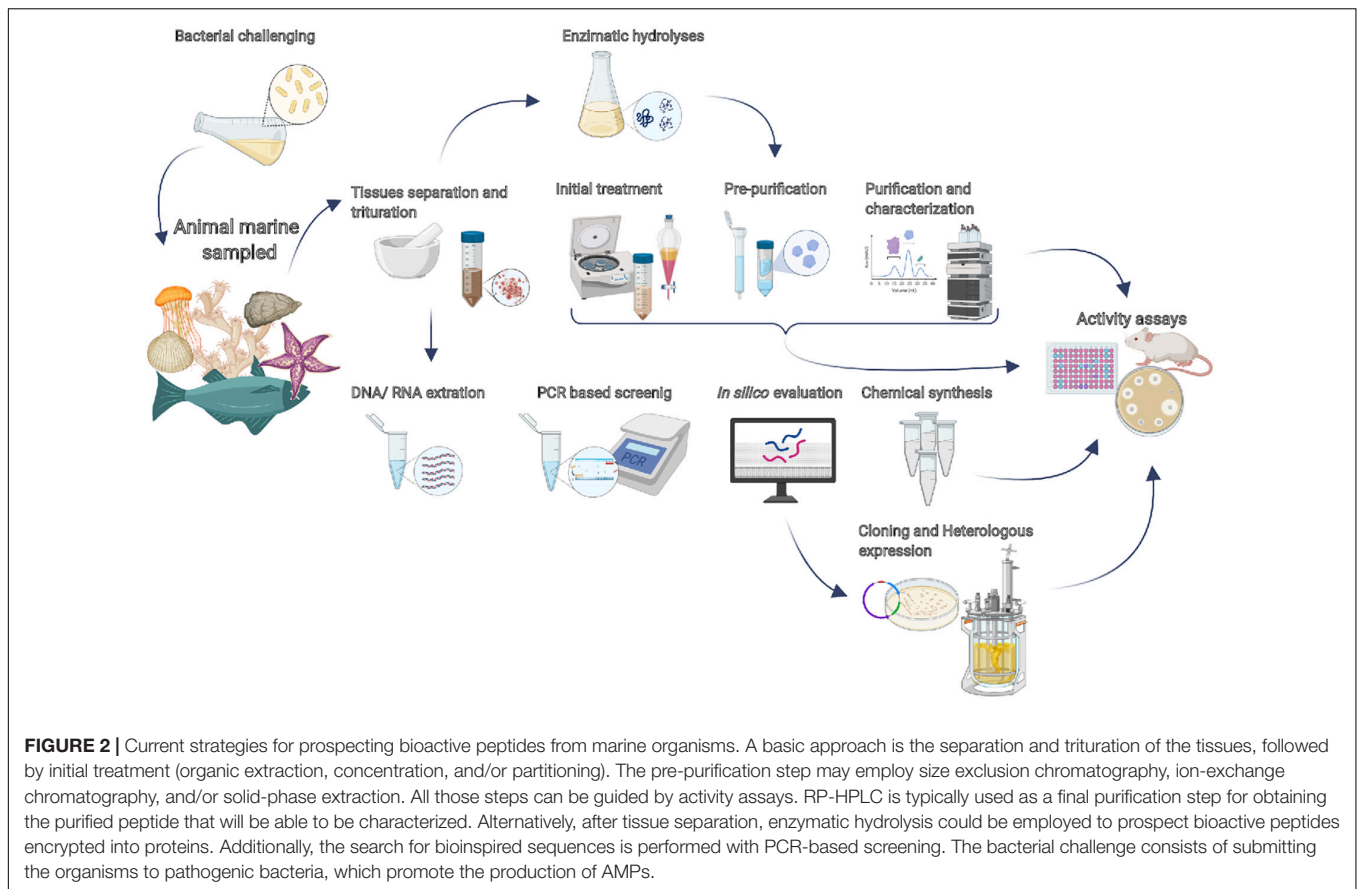 Bacterial challenging
Enzimatic hydrolyses
Tissues separation and
trituration
Initial treatment
Pre-purification
Purification and
characterization
Animal marine
sampled
Volume (ml)
Activity assays
DNA/ RNA extration
PCR based screenig
PCR
In silico evaluation
Chemical synthesis
Cloning and Heterologous
expression
FIGURE 2 | Current strategies for prospecting bioactive peptides from marine organisms. A basic approach is the separation and trituration of the tissues, followed
by initial treatment (organic extraction, concentration, and/or partitioning). The pre-purification step may employ size exclusion chromatography, ion-exchange
chromatography, and/or solid-phase extraction. All those steps can be guided by activity assays. RP-HPLC is typically used as a final purification step for obtaining
the purified peptide that will be able to be characterized. Alternatively, after tissue separation, enzymatic hydrolysis could be employed to prospect bioactive peptides
encrypted into proteins. Additionally, the search for bioinspired sequences is performed with PCR-based screening. The bacterial challenge consists of submitting
the organisms to pathogenic bacteria, which promote the production of AMPs.